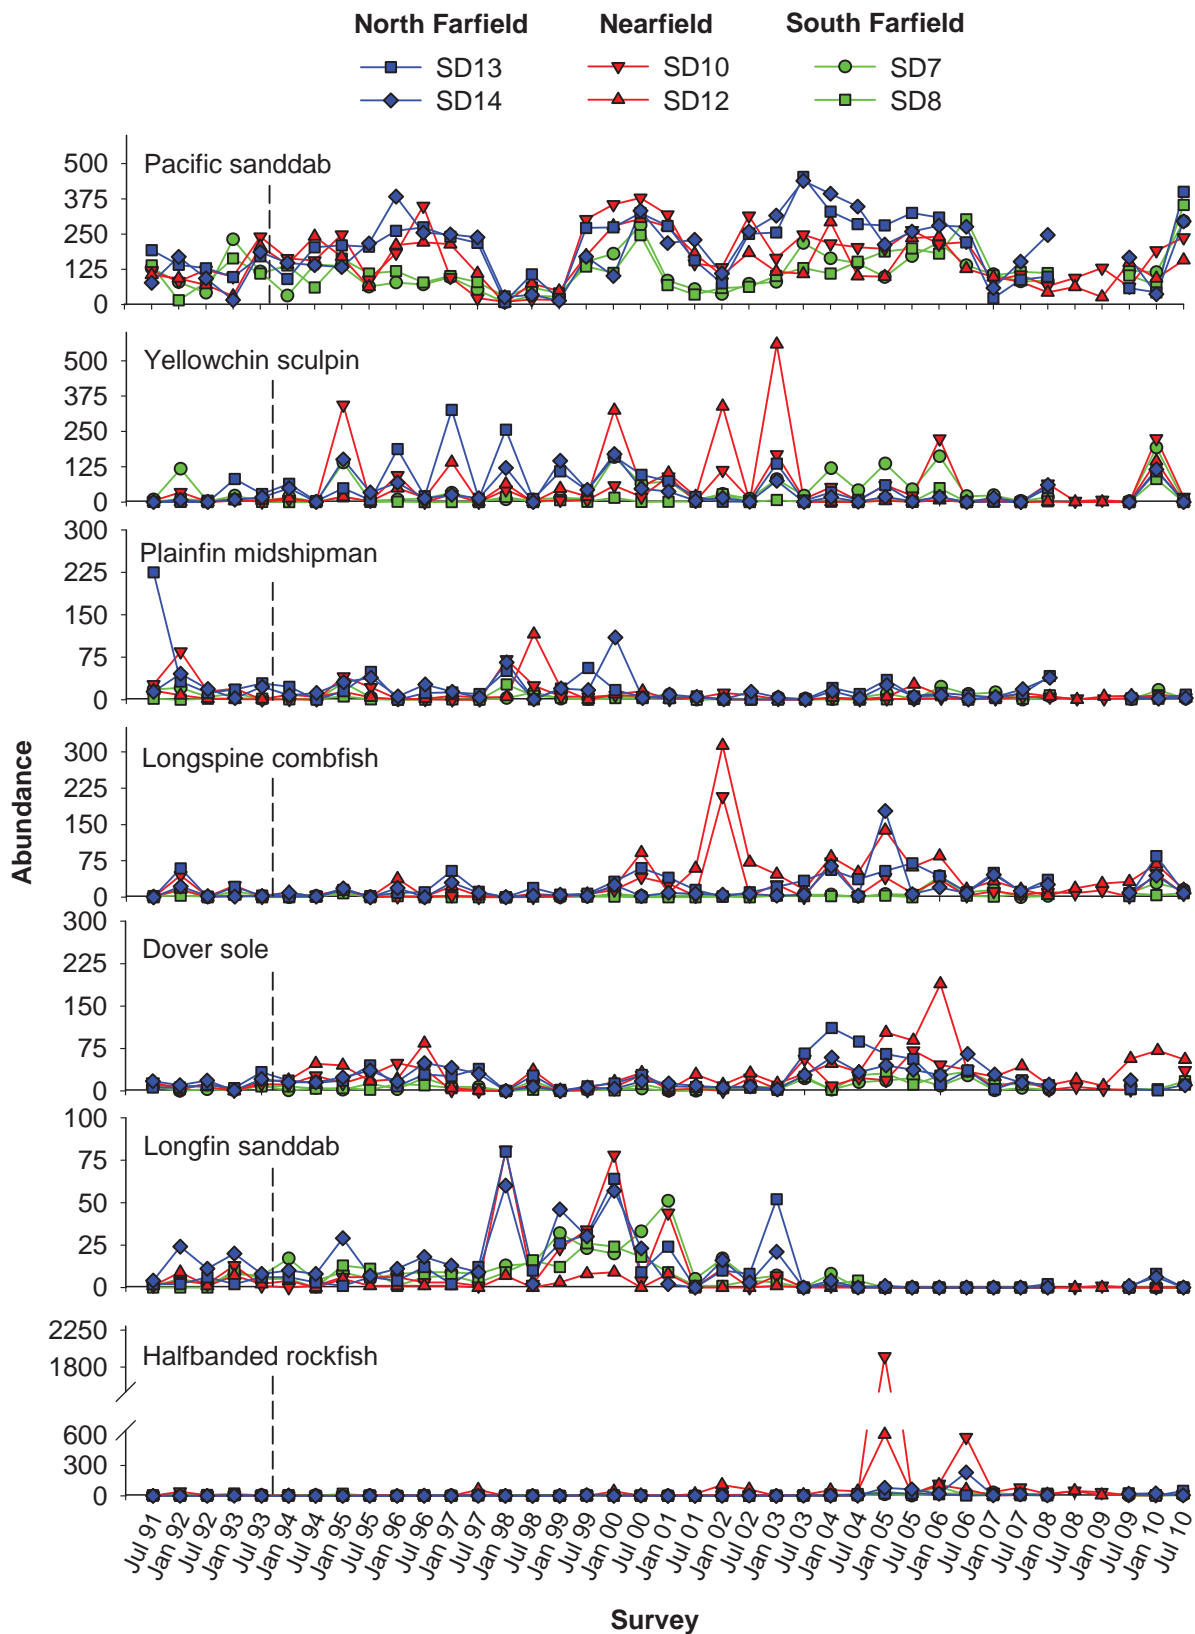 North Farfield Nearfield South Farfield
SD13 SD10 SD7
SD14 SD12 SD8
Pacific sanddab
500
375
250
125
0
Yellowchin sculpin
500
375
250
125
0
Plainfin midshipman
300
225
150
75
0
Longspine combfish
300
225
150
75
0
Dover sole
300
225
150
75
0
Longfin sanddab
100
75
50
25
0
Halfbanded rockfish
2250
1800
600
300
0
Abundance
Jul 91
Jan 92
Jul 92
Jan 93
Jul 93
Jan 94
Jul 94
Jan 95
Jul 95
Jan 96
Jul 96
Jan 97
Jul 97
Jan 98
Jul 98
Jan 99
Jul 99
Jan 00
Jul 00
Jan 01
Jul 01
Jan 02
Jul 02
Jan 03
Jul 03
Jan 04
Jul 04
Jan 05
Jul 05
Jan 06
Jul 06
Jan 07
Jul 07
Jan 08
Jul 08
Jan 09
Jul 09
Jan 10
Jul 10
Survey